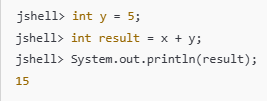 jshell> int y = 5;
jshell> int result = x + y;
jshell> System.out.println(result);
15